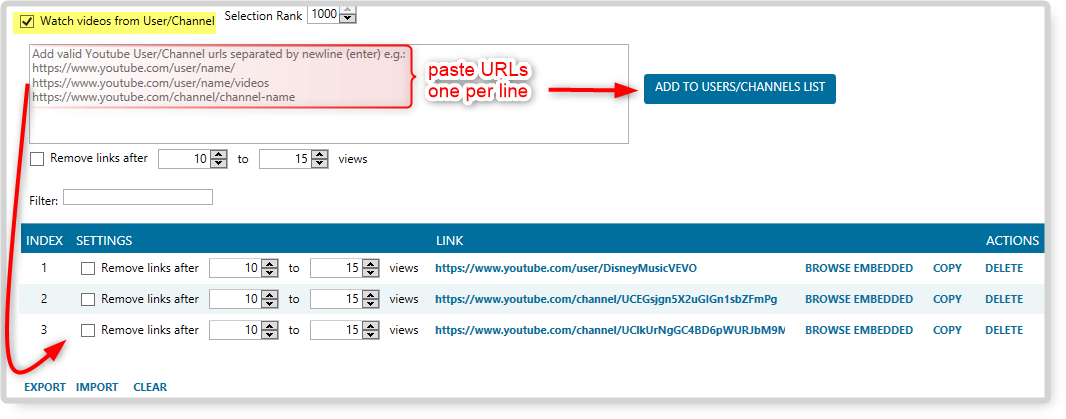 Watch videos from User/Channel Selection Rank 1000
Add valid Youtube User/Channel urls separated by newline (enter) e.g.:
https://www.youtube.com/user/name/
https://www.youtube.com/user/name/videos
https://www.youtube.com/channel/channel-name
paste URLs
one per line
ADD TO USERS/CHANNELS LIST
Remove links after 10 to 15 views
Filter:
INDEX SETTINGS LINK ACTIONS
1 Remove links after 10 to 15 views https://www.youtube.com/user/DisneyMusicVEVO BROWSE EMBEDDED COPY DELETE
2 Remove links after 10 to 15 views https://www.youtube.com/channel/UCEGsjgn5X2uGIGn1sbZFmPg BROWSE EMBEDDED COPY DELETE
3 Remove links after 10 to 15 views https://www.youtube.com/channel/UCIkUrNgGC4BD6pWURJbM9M BROWSE EMBEDDED COPY DELETE
EXPORT IMPORT CLEAR